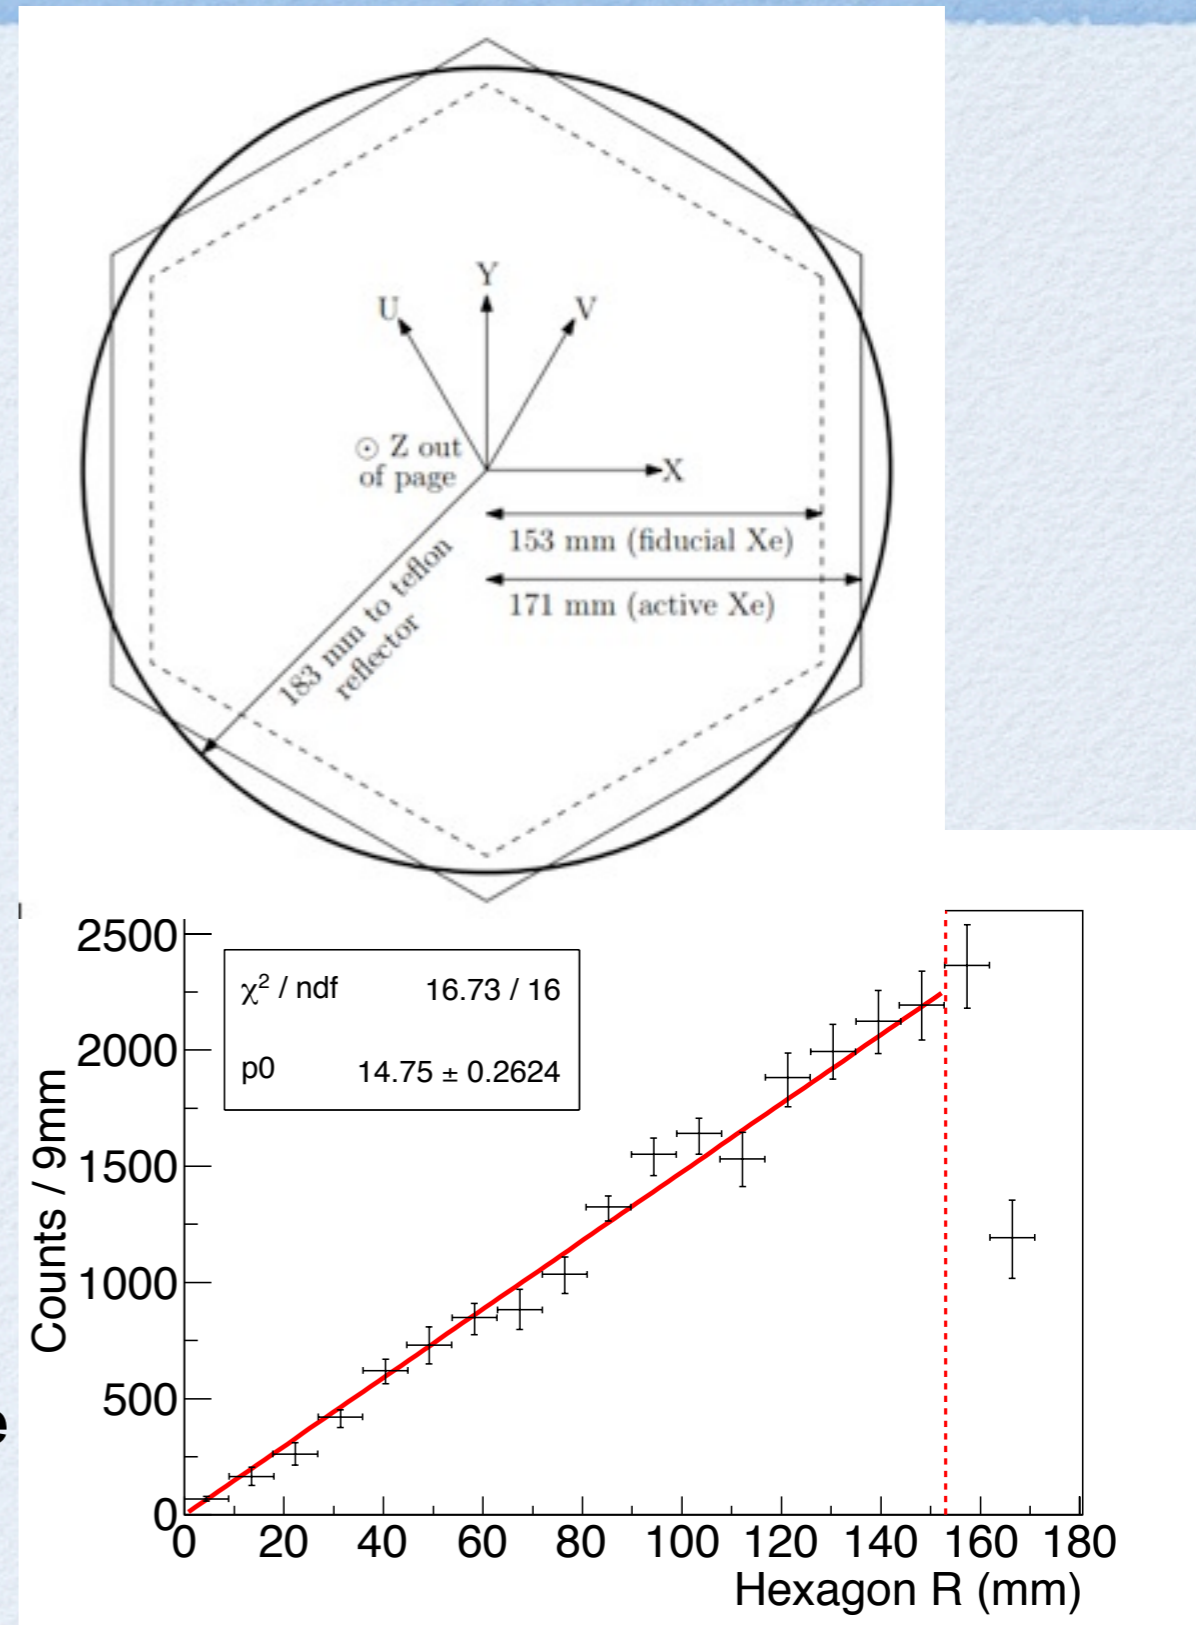 Y
U
V
⊙ Z out
of page
X
153 mm (fiducial Xe)
171 mm (active Xe)
183 mm to teflon
reflector
2500
2000
1500
1000
500
0
Counts / 9mm
χ² / ndf 16.73 / 16
p0 14.75 ± 0.2624
0 20 40 60 80 100 120 140 160 180
Hexagon R (mm)
e